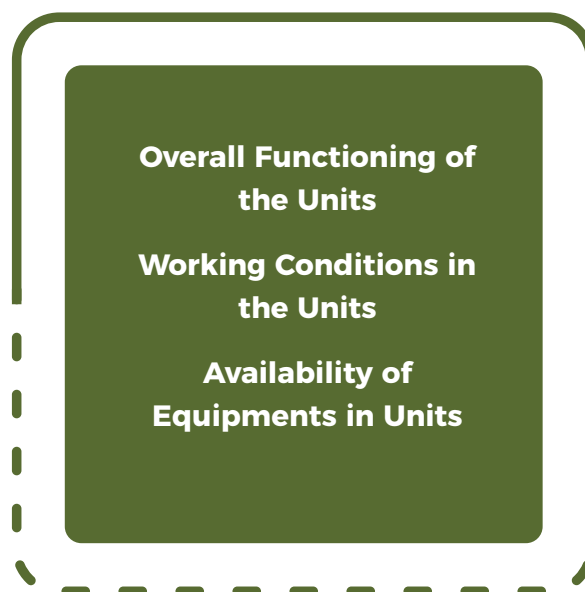 Overall Functioning of
the Units
Working Conditions in
the Units
Availability of
Equipments in Units